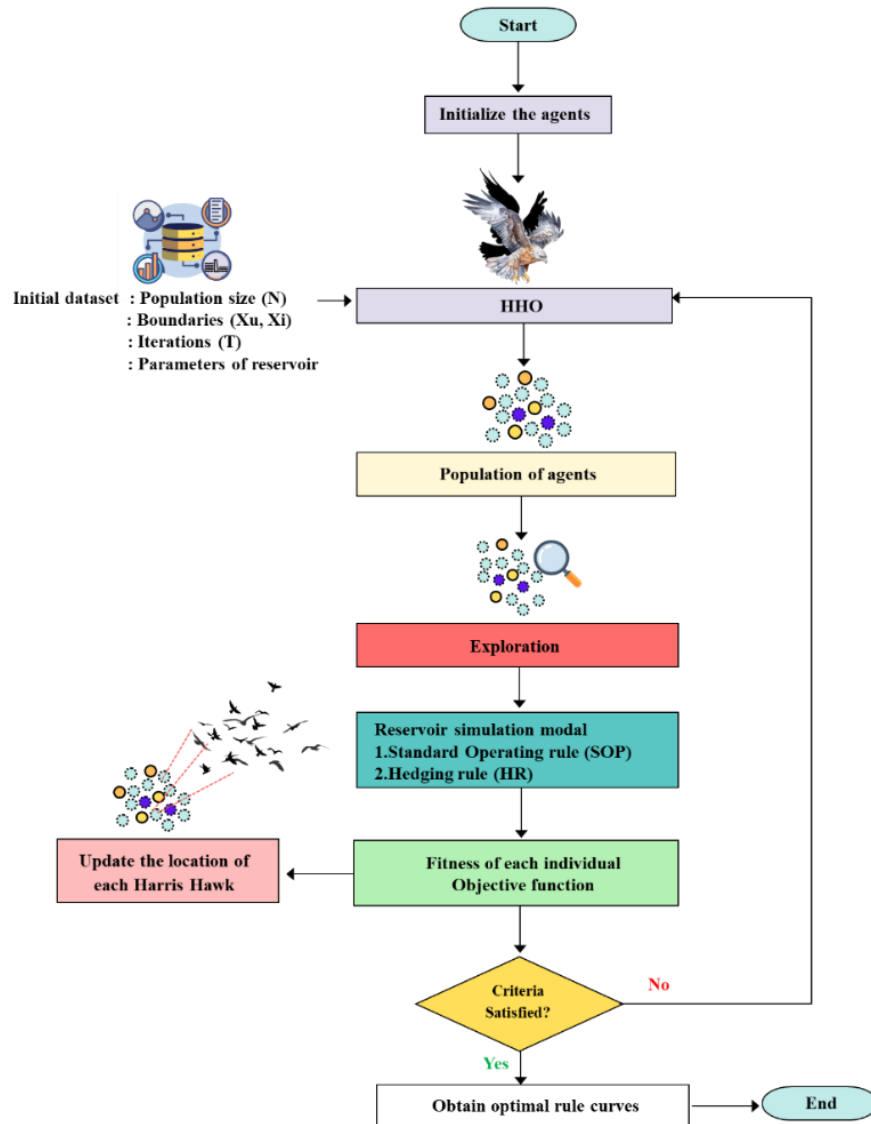 Start
Initialize the agents
Initial dataset : Population size (N)
: Boundaries (Xu, Xi)
: Iterations (T)
: Parameters of reservoir
HHO
Population of agents
Exploration
Reservoir simulation modal
1.Standard Operating rule (SOP)
2.Hedging rule (HR)
Update the location of
each Harris Hawk
Fitness of each individual
Objective function
Criteria
Satisfied?
No
Yes
Obtain optimal rule curves
End